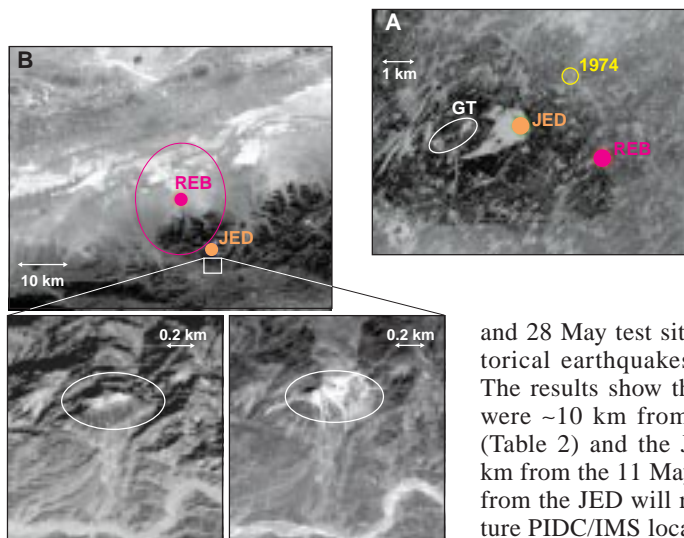 B
REB
JED
10 km
A
1 km
1974
GT
JED
REB
0.2 km
0.2 km
and 28 May test sit
torical earthquakes
The results show th
were ~10 km from
(Table 2) and the J
km from the 11 May
from the JED will r
ture PIDC/IMS loca